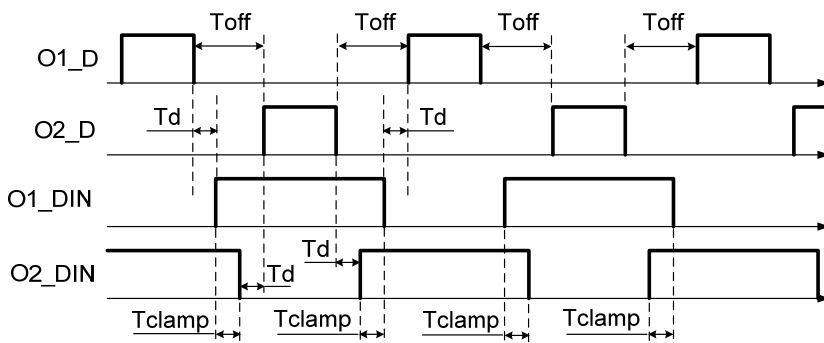 Toff Toff Toff Toff
O1_D
Td Td
O2_D
O1_DIN
Td
O2_DIN
Td
Tclamp Tclamp Tclamp Tclamp